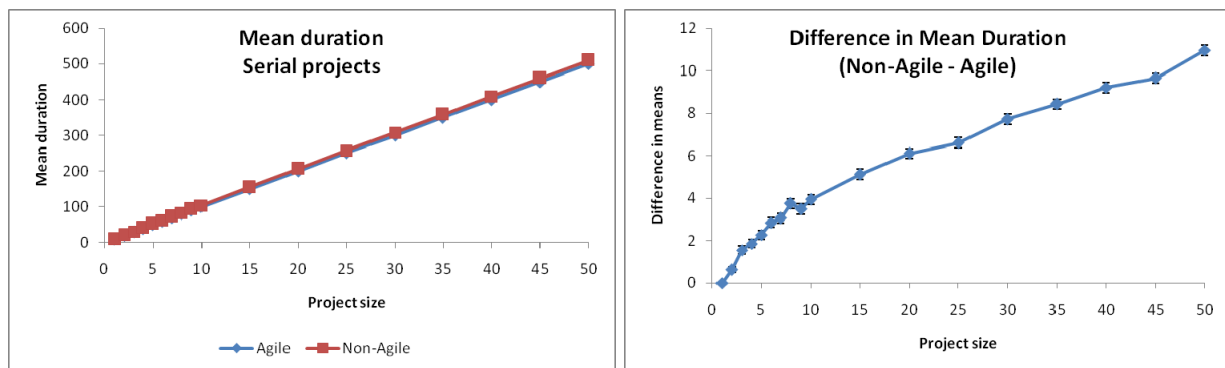 Mean duration
Serial projects
600
500
400
300
200
100
0
Mean duration
0 5 10 15 20 25 30 35 40 45 50
Project size
Agile Non-Agile
Difference in Mean Duration
(Non-Agile - Agile)
12
10
8
6
4
2
0
Difference in means
0 5 10 15 20 25 30 35 40 45 50
Project size